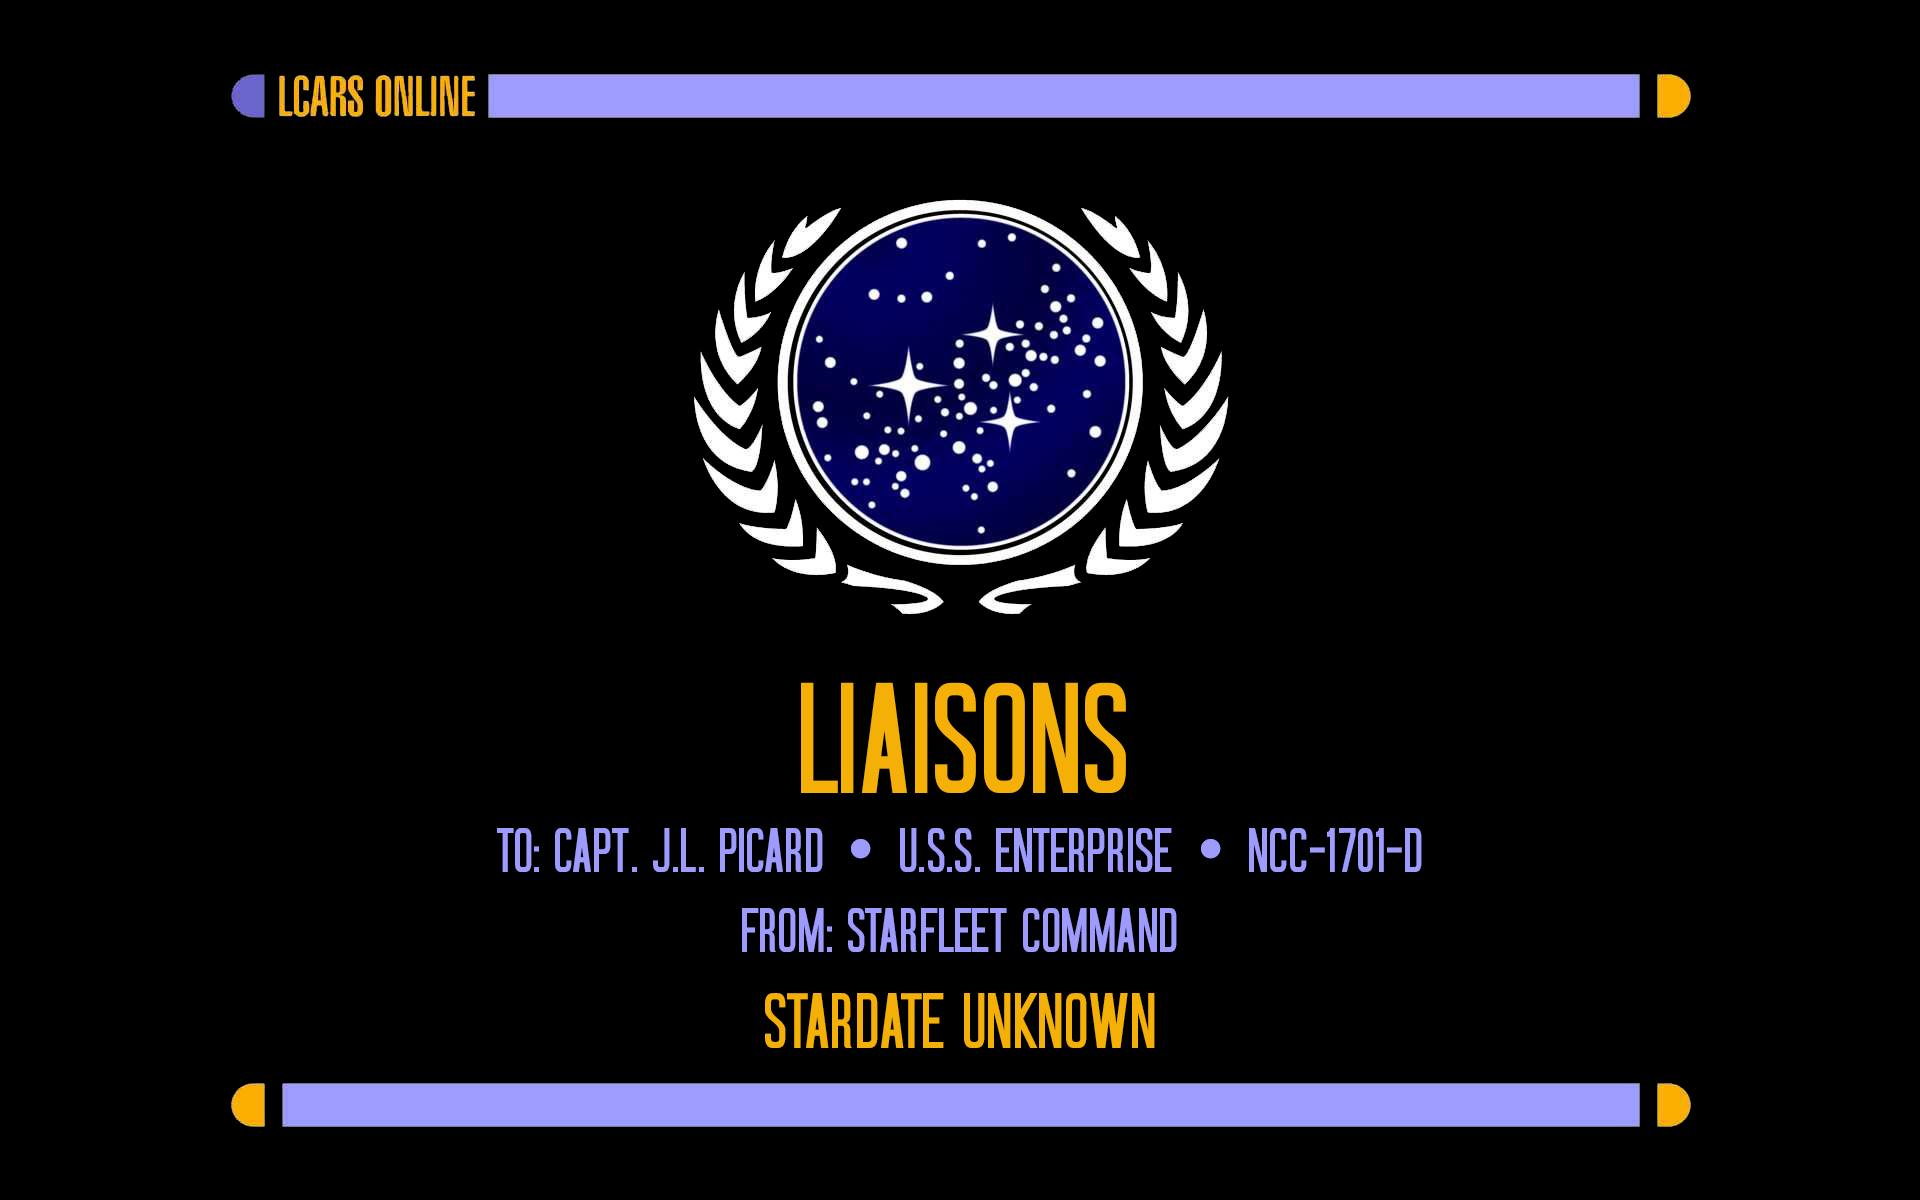 LCARS ONLINE
LIAISONS
TO: CAPT. J.L. PICARD • U.S.S. ENTERPRISE • NCC-1701-D
FROM: STARFLEET COMMAND
STARDATE UNKNOWN